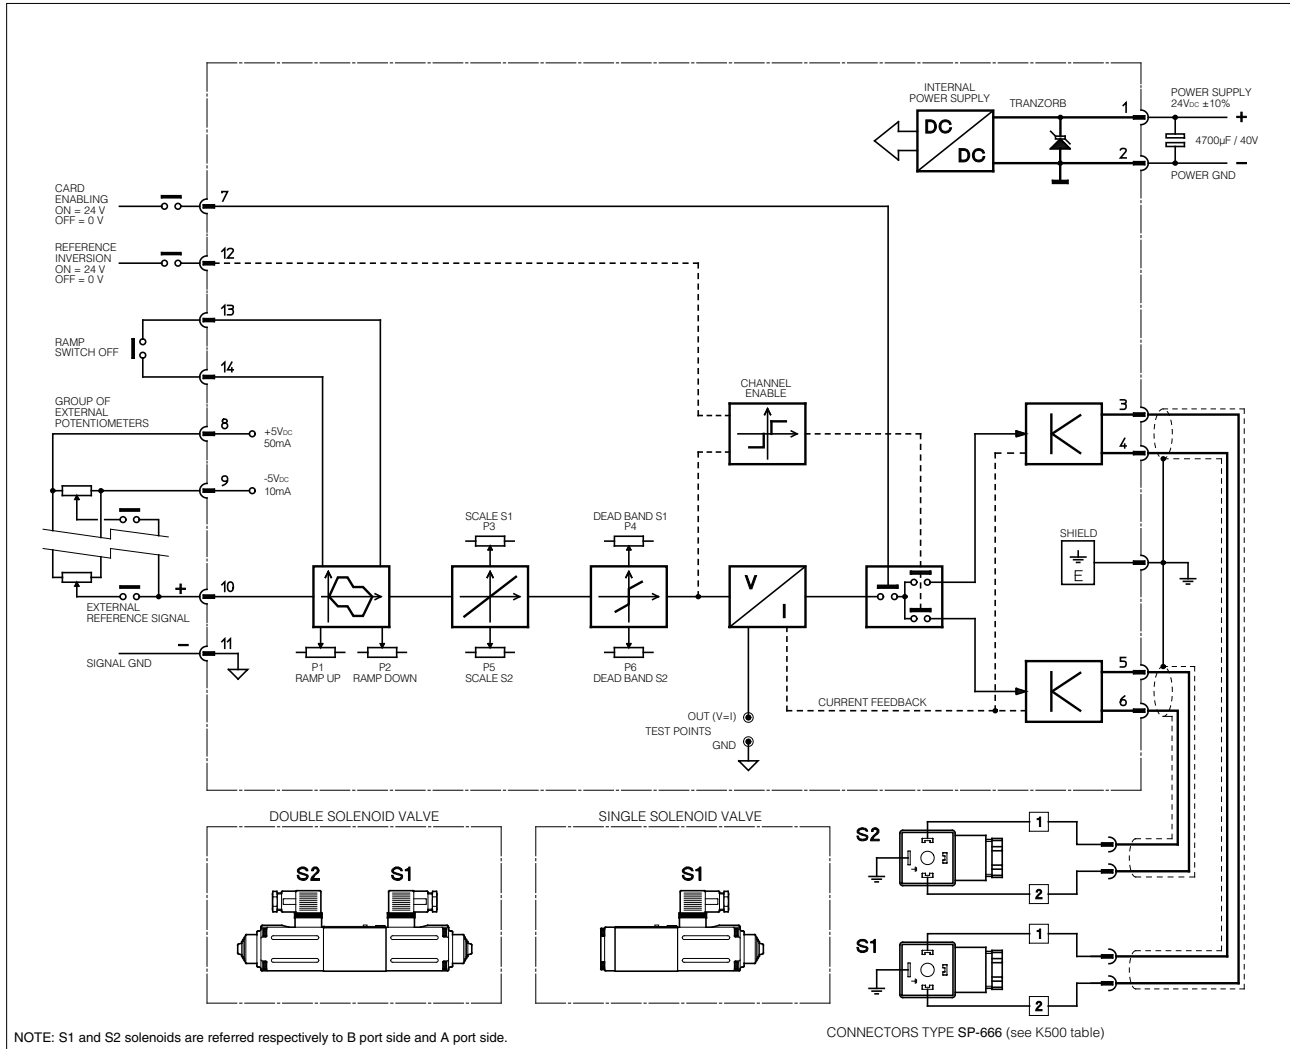 INTERNAL
POWER SUPPLY
TRANZORB
DC
DC
1
2
POWER SUPPLY
24VDC ±10%
+
4700µF / 40V
−
POWER GND
CARD
ENABLING
ON = 24 V
OFF = 0 V
7
REFERENCE
INVERSION
ON = 24 V
OFF = 0 V
12
13
RAMP
SWITCH OFF
14
GROUP OF
EXTERNAL
POTENTIOMETERS
8
+5VDC
50mA
9
-5VDC
10mA
CHANNEL
ENABLE
3
K
4
SHIELD
E
SCALE S1
P3
DEAD BAND S1
P4
+
10
EXTERNAL
REFERENCE SIGNAL
V
I
−
11
SIGNAL GND
P1
RAMP UP
P2
RAMP DOWN
P5
SCALE S2
P6
DEAD BAND S2
5
K
6
CURRENT FEEDBACK
OUT (V=I)
TEST POINTS
GND
DOUBLE SOLENOID VALVE
S2
S1
SINGLE SOLENOID VALVE
S1
S2
1
2
S1
1
2
NOTE: S1 and S2 solenoids are referred respectively to B port side and A port side.
CONNECTORS TYPE SP-666 (see K500 table)